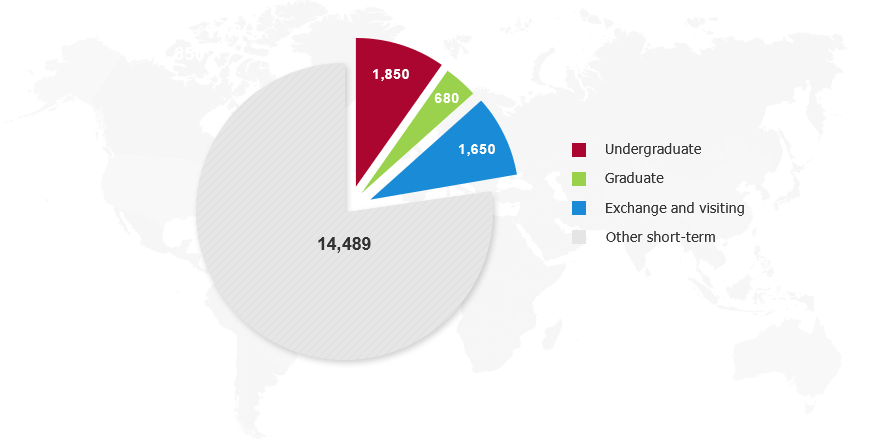 1,850
680
1,650
14,489
Undergraduate
Graduate
Exchange and visiting
Other short-term